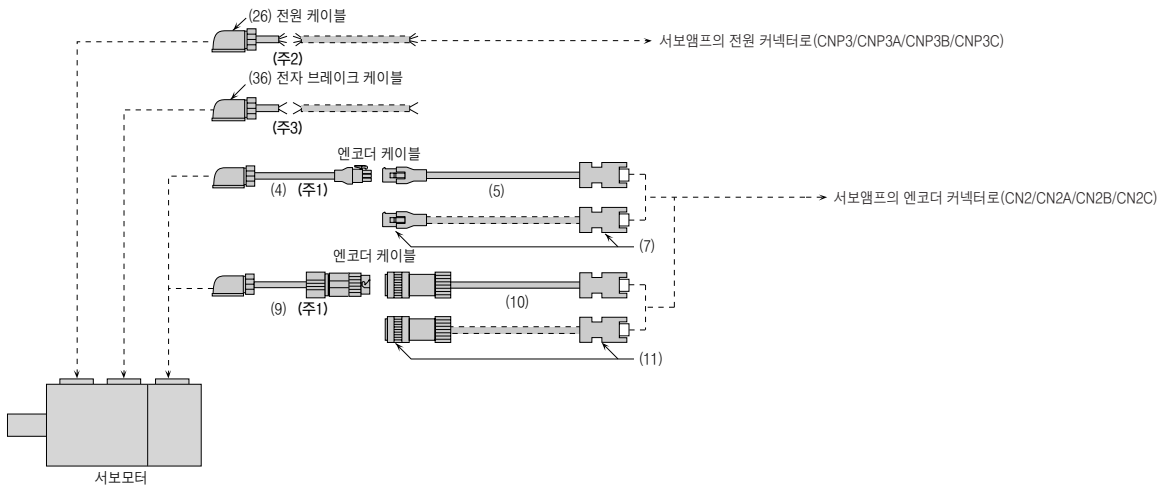 (26) 전원 케이블
서보앰프의 전원 커넥터로(CNP3/CNP3A/CNP3B/CNP3C)
(주2)
(36) 전자 브레이크 케이블
(주3)
엔코더 케이블
(4) (주1)
(5)
서보앰프의 엔코더 커넥터로(CN2/CN2A/CN2B/CN2C)
(7)
엔코더 케이블
(9) (주1)
(10)
(11)
서보모터